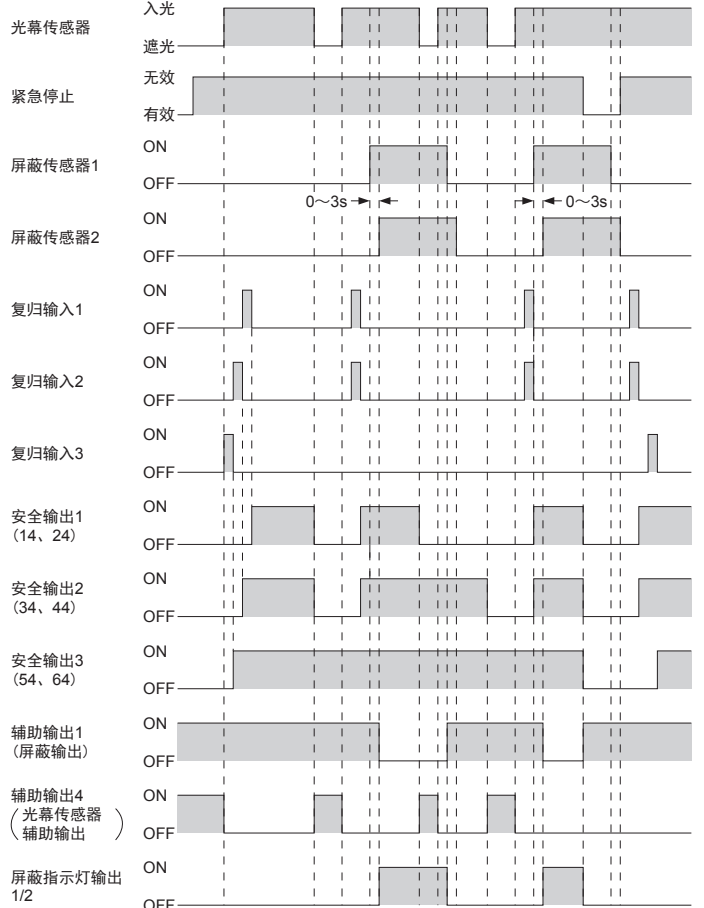 光幕传感器
入光
遮光
紧急停止
无效
有效
屏蔽传感器1
ON
OFF
0～3s
0～3s
屏蔽传感器2
ON
OFF
复归输入1
ON
OFF
复归输入2
ON
OFF
复归输入3
ON
OFF
安全输出1
（14、24）
ON
OFF
安全输出2
（34、44）
ON
OFF
安全输出3
（54、64）
ON
OFF
辅助输出1
（屏蔽输出）
ON
OFF
辅助输出4
（光幕传感器
辅助输出）
ON
OFF
屏蔽指示灯输出
1/2
ON
OFF